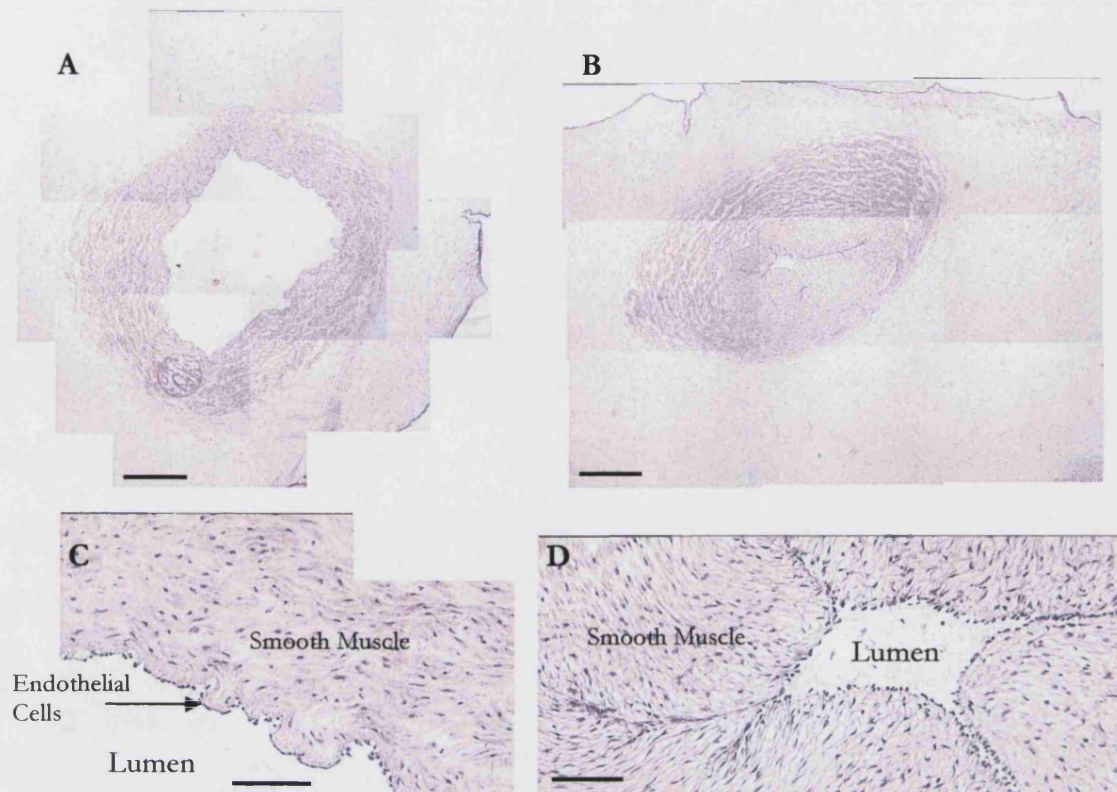 A
B
C
Smooth Muscle
Endothelial
Cells
Lumen
D
Smooth Muscle
Lumen